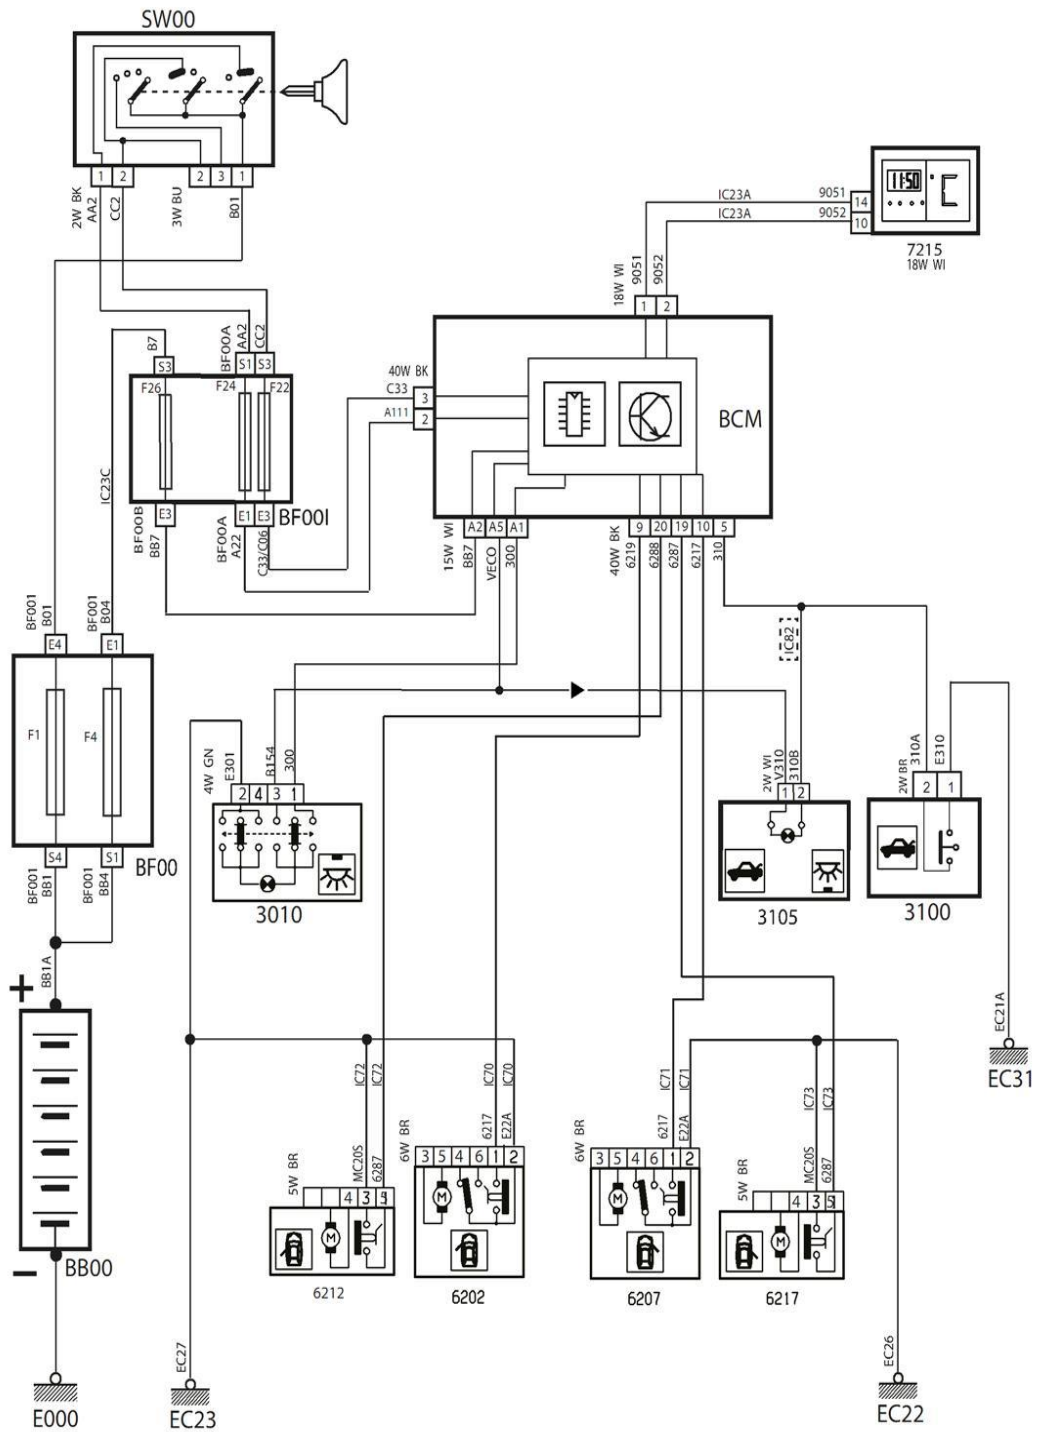 SW00
1 2 2 3 1
2W BK
AA2
CC2
3W BU
B01
11:50
C
IC23A
9051
14
IC23A
9052
10
7215
18W WI
18W WI
9051
9052
1 2
BCM
40W BK
C33
3
A111
2
B7
BF00A
AA2
CC2
S3
S1 S3
F26
F24
F22
E3
E1 E3
BF00I
BF00B
BB7
BF00A
A22
C33/C06
IC23C
A2 A5 A1
15W WI
BB7
VECO
300
9 20 19 10 5
40W BK
6219
6288
6287
6217
310
IC82
BF001
B01
BF001
B04
E4
E1
F1
F4
S4
S1
BF00
BF001
BB1
BF001
BB4
BB1A
+
−
BB00
E000
4W GN
E301
R154
300
2 4 3 1
3010
2W WI
V310
310B
1 2
3105
2W BR
310A
E310
2 1
3100
EC21A
EC31
IC72
IC72
IC70
IC70
IC71
IC71
IC73
IC73
5W BR
MC20S
6287
4 3 5
M
6212
6W BR
6217
E22A
3 5 4 6 1 2
M
6202
6W BR
6217
E22A
3 5 4 6 1 2
M
6207
5W BR
MC20S
6287
4 3 5
M
6217
EC27
EC23
EC26
EC22